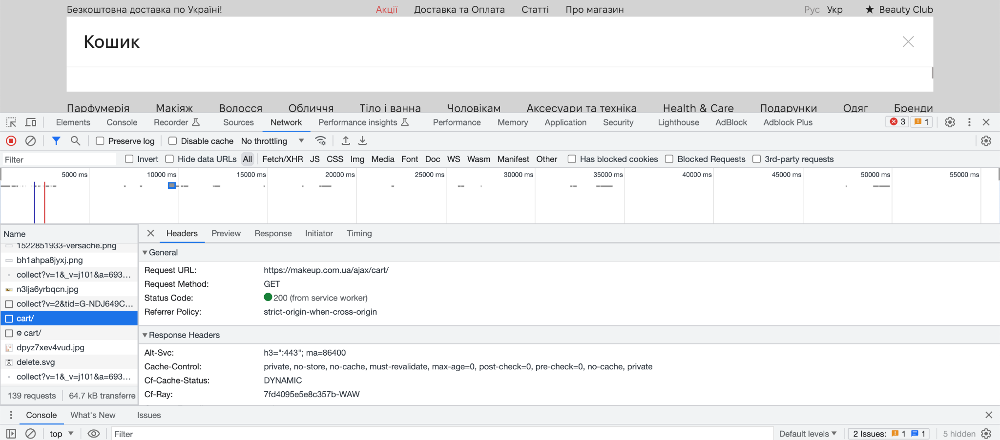 Безкоштовна доставка по Україні! Акції Доставка та Оплата Статті Про магазин Рус Укр ★ Beauty Club
Кошик
Парфумерія Макіяж Волосся Обличчя Тіло і ванна Чоловікам Аксесуари та техніка Health & Care Подарунки Одяг Бренди
Elements Console Recorder Sources Network Performance insights Performance Memory Application Security Lighthouse AdBlock Adblock Plus 3 1
Preserve log Disable cache No throttling
Filter Invert Hide data URLs All Fetch/XHR JS CSS Img Media Font Doc WS Wasm Manifest Other Has blocked cookies Blocked Requests 3rd-party requests
5000 ms 10000 ms 15000 ms 20000 ms 25000 ms 30000 ms 35000 ms 40000 ms 45000 ms 50000 ms 55000 ms
Name
1522851933-versache.png
bh1ahpa8jyxj.png
collect?v=1&_v=j101&a=693...
n3lja6yrbqcn.jpg
collect?v=2&tid=G-NDJ649C...
cart/
cart/
dpyz7xev4vud.jpg
delete.svg
collect?v=1&_v=j101&a=693...
139 requests 64.7 kB transferre
Headers Preview Response Initiator Timing
General
Request URL: https://makeup.com.ua/ajax/cart/
Request Method: GET
Status Code: 200 (from service worker)
Referrer Policy: strict-origin-when-cross-origin
Response Headers
Alt-Svc: h3=":443"; ma=86400
Cache-Control: private, no-store, no-cache, must-revalidate, max-age=0, post-check=0, pre-check=0, no-cache, private
Cf-Cache-Status: DYNAMIC
Cf-Ray: 7fd4095e5e8c357b-WAW
Console What's New Issues
top Filter Default levels 2 Issues: 1 1 5 hidden